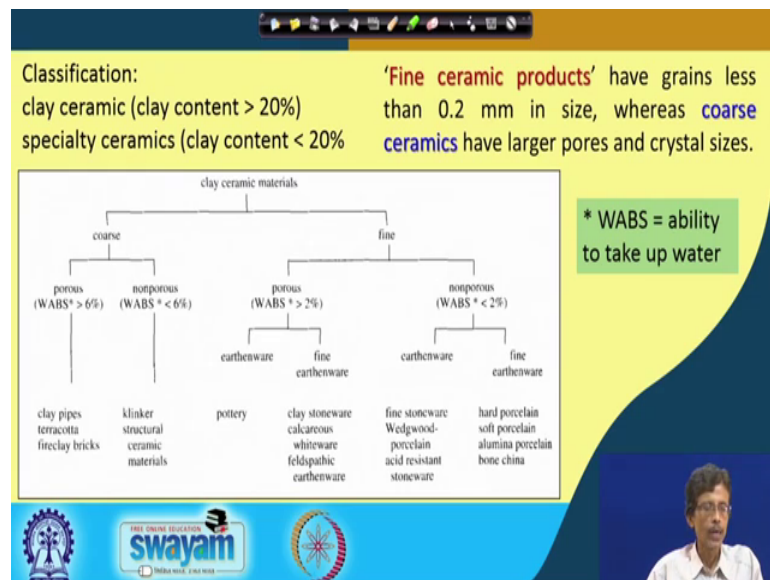 Classification:
clay ceramic (clay content > 20%)
specialty ceramics (clay content < 20%
'Fine ceramic products' have grains less
than 0.2 mm in size, whereas coarse
ceramics have larger pores and crystal sizes.
* WABS = ability
to take up water
clay ceramic materials
coarse
fine
porous
(WABS* > 6%)
nonporous
(WABS* < 6%)
porous
(WABS* > 2%)
nonporous
(WABS* < 2%)
earthenware
fine
earthenware
earthenware
fine
earthenware
clay pipes
terracotta
fireclay bricks
klinker
structural
ceramic
materials
pottery
clay stoneware
calcareous
whiteware
feldspathic
earthenware
fine stoneware
Wedgwood-
porcelain
acid resistant
stoneware
hard porcelain
soft porcelain
alumina porcelain
bone china
FREE ONLINE EDUCATION
swayam